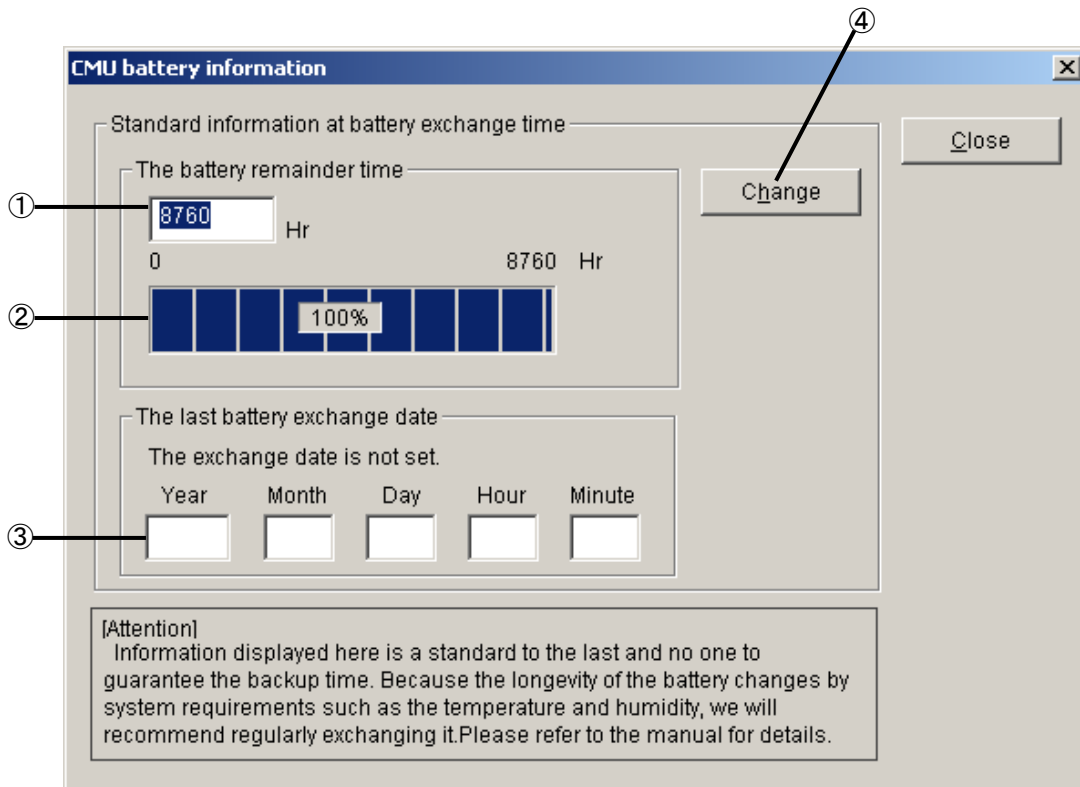 ④
CMU battery information
Standard information at battery exchange time
Close
The battery remainder time
Change
①
8760
Hr
0 8760 Hr
②
100%
The last battery exchange date
The exchange date is not set.
Year Month Day Hour Minute
③
[Attention]
Information displayed here is a standard to the last and no one to
guarantee the backup time. Because the longevity of the battery changes by
system requirements such as the temperature and humidity, we will
recommend regularly exchanging it.Please refer to the manual for details.